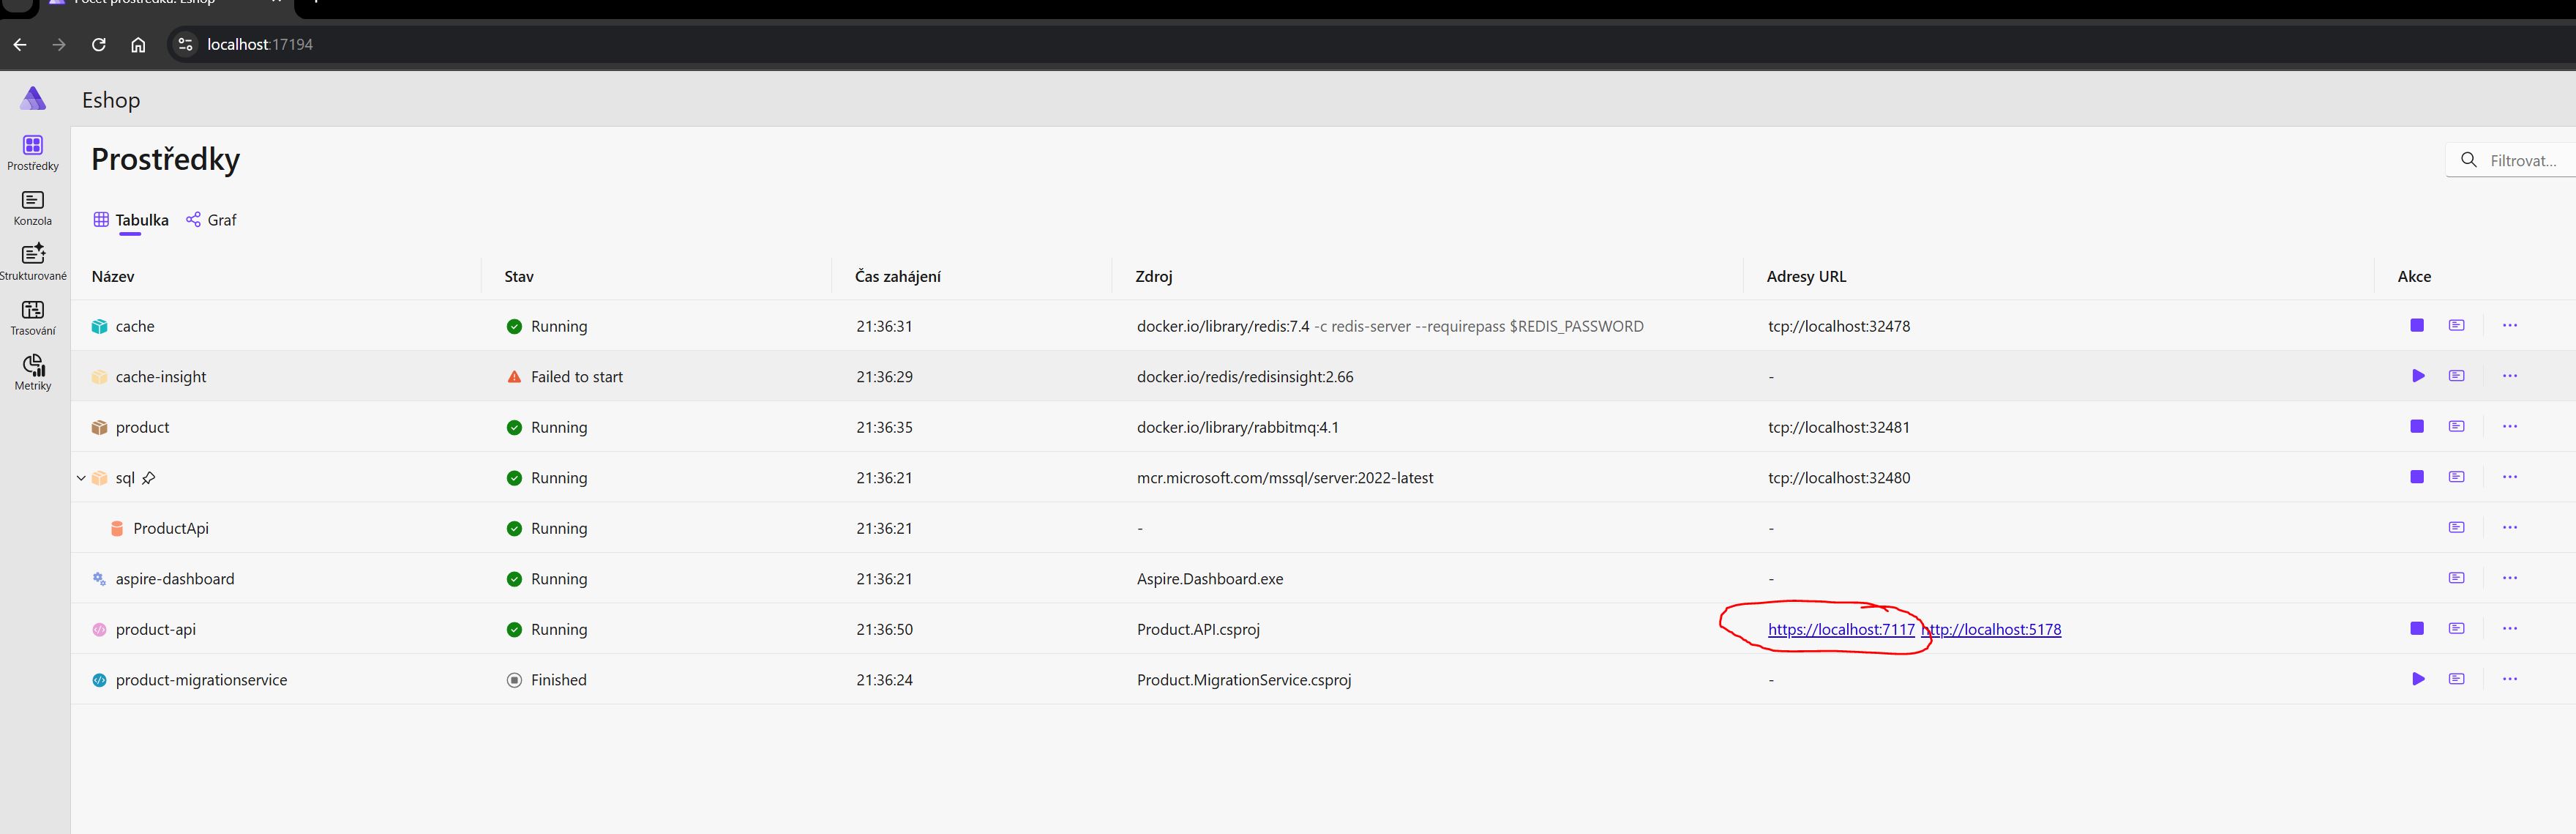 Počet prostředků: Eshop
localhost:17194
Eshop
Prostředky
Konzola
Strukturované
Trasování
Metriky
Prostředky
Filtrovat...
Tabulka Graf
Název Stav Čas zahájení Zdroj Adresy URL Akce
cache Running 21:36:31 docker.io/library/redis:7.4 -c redis-server --requirepass $REDIS_PASSWORD tcp://localhost:32478
cache-insight Failed to start 21:36:29 docker.io/redis/redisinsight:2.66 -
product Running 21:36:35 docker.io/library/rabbitmq:4.1 tcp://localhost:32481
sql Running 21:36:21 mcr.microsoft.com/mssql/server:2022-latest tcp://localhost:32480
ProductApi Running 21:36:21 - -
aspire-dashboard Running 21:36:21 Aspire.Dashboard.exe -
product-api Running 21:36:50 Product.API.csproj https://localhost:7117 http://localhost:5178
product-migrationservice Finished 21:36:24 Product.MigrationService.csproj -